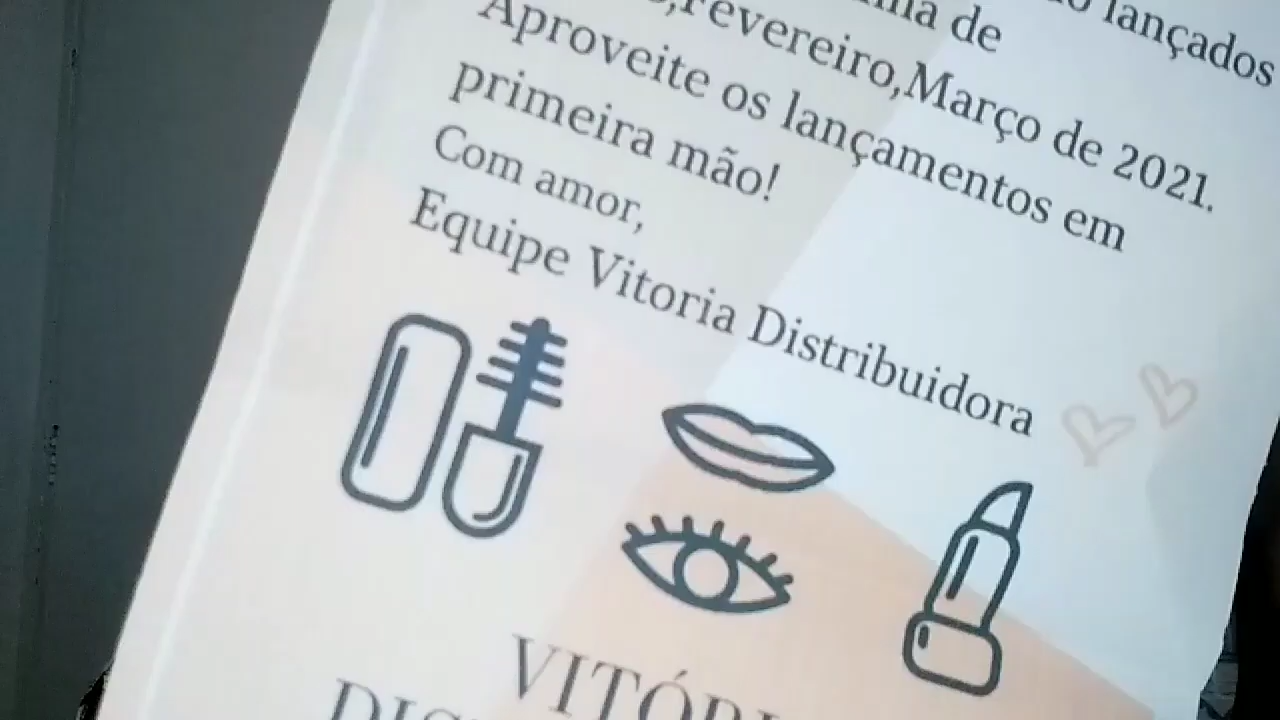 lançados
de
Fevereiro,Março de 2021.
Aproveite os lançamentos em
primeira mão!
Com amor,
Equipe Vitoria Distribuidora